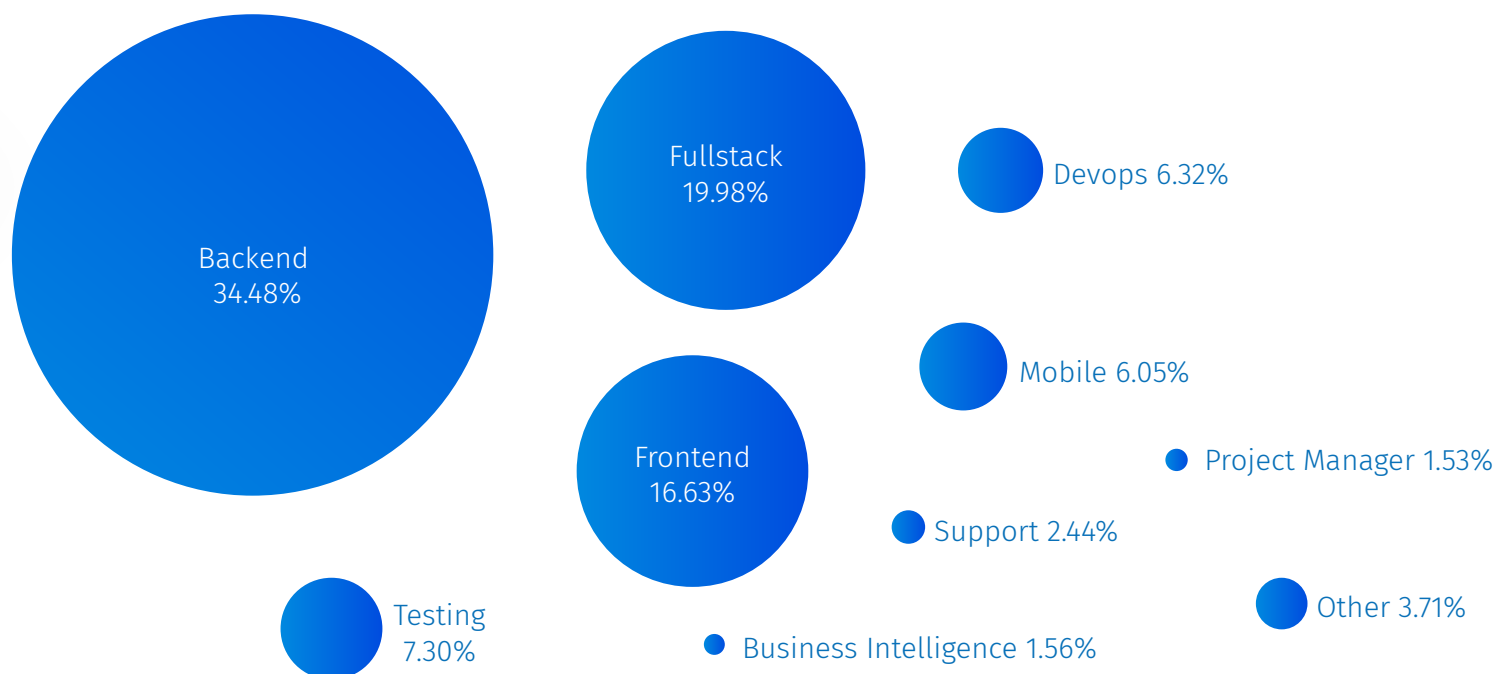 Backend
34.48%
Fullstack
19.98%
Devops 6.32%
Mobile 6.05%
Frontend
16.63%
Project Manager 1.53%
Support 2.44%
Testing
7.30%
Business Intelligence 1.56%
Other 3.71%